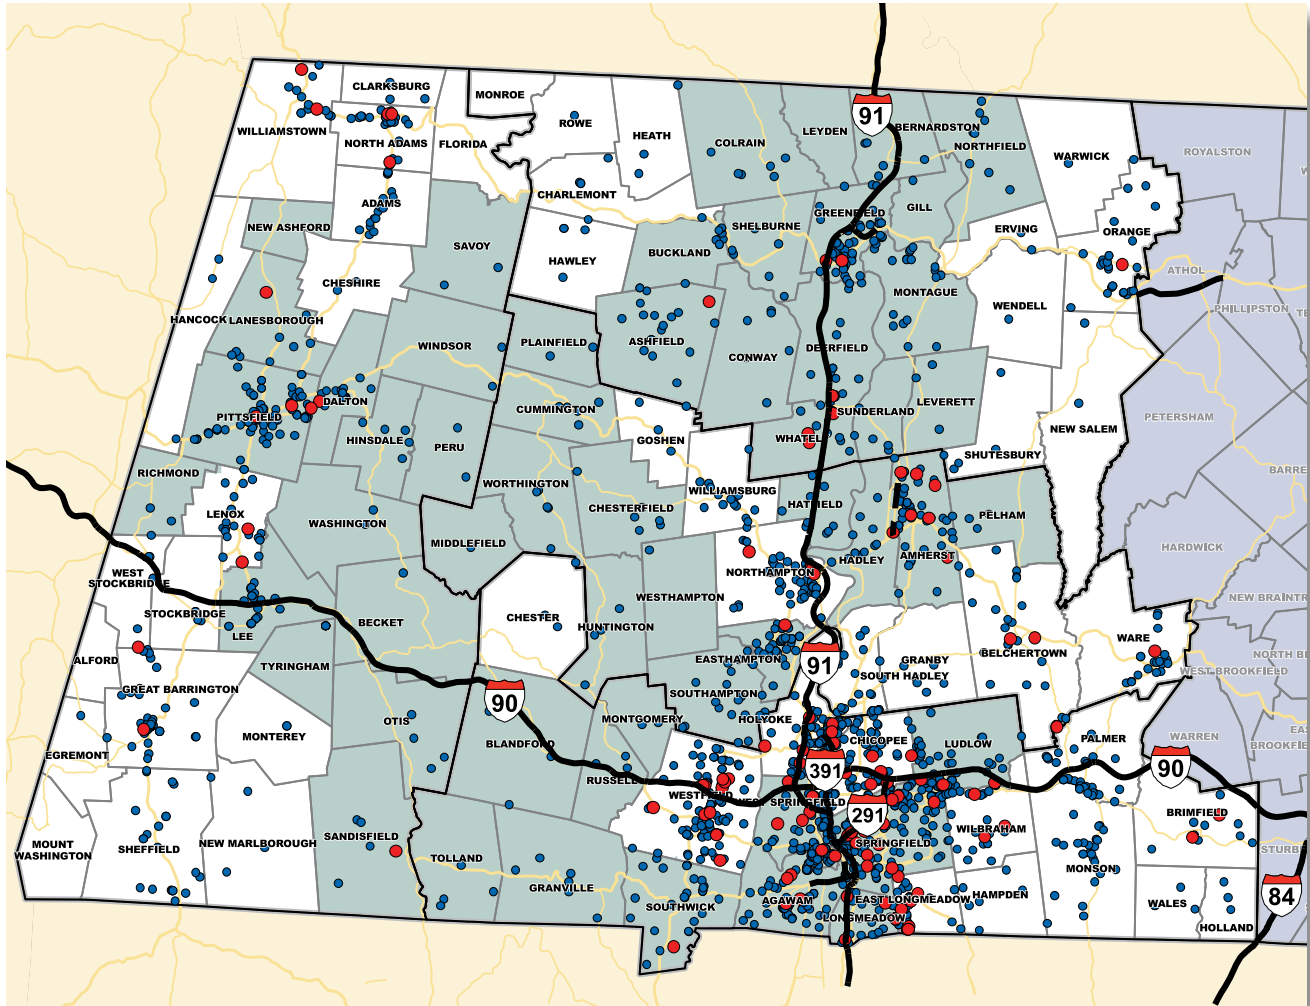 CLARKSBURG
MONROE
91
BERNARDSTON
ROWE
HEATH
LEYDEN
WILLIAMSTOWN
NORTH ADAMS
FLORIDA
COLRAIN
NORTHFIELD
WARWICK
ROYALSTON
CHARLEMONT
ADAMS
GREENFIELD
GILL
NEW ASHFORD
SHELBURNE
ERVING
ORANGE
SAVOY
BUCKLAND
HAWLEY
ATHOL
CHESHIRE
MONTAGUE
WENDELL
PHILLIPSTON
HANCOCK
LANESBOROUGH
WINDSOR
PLAINFIELD
ASHFIELD
CONWAY
DEERFIELD
DALTON
LEVERETT
CUMMINGTON
SUNDERLAND
PETERSHAM
PITTSFIELD
HINSDALE
PERU
GOSHEN
WHATEL
NEW SALEM
SHUTESBURY
RICHMOND
BARRE
WORTHINGTON
WILLIAMSBURG
LENOX
CHESTERFIELD
HATFIELD
PELHAM
WASHINGTON
MIDDLEFIELD
HARDWICK
HADLEY
AMHERST
WEST
STOCKBRIDGE
NORTHAMPTON
WESTHAMPTON
NEW BRAINTR
STOCKBRIDGE
CHESTER
BECKET
HUNTINGTON
LEE
WARE
BELCHERTOWN
NORTH B
ALFORD
TYRINGHAM
EASTHAMPTON
91
GRANBY
WEST BROOKFIELD
SOUTH HADLEY
GREAT BARRINGTON
SOUTHAMPTON
90
OTIS
MONTGOMERY
HOLYOKE
MONTEREY
WARREN
EAS
BROOKFIE
BLANDFORD
CHICOPEE
LUDLOW
PALMER
EGREMONT
391
90
RUSSELL
WESTFIELD
WEST SPRINGFIELD
291
BRIMFIELD
WILBRAHAM
SANDISFIELD
NEW MARLBOROUGH
SPRINGFIELD
MOUNT
WASHINGTON
SHEFFIELD
STURB
TOLLAND
MONSON
GRANVILLE
84
HAMPDEN
EAST LONGMEADOW
AGAWAM
SOUTHWICK
WALES
LONGMEADOW
HOLLAND